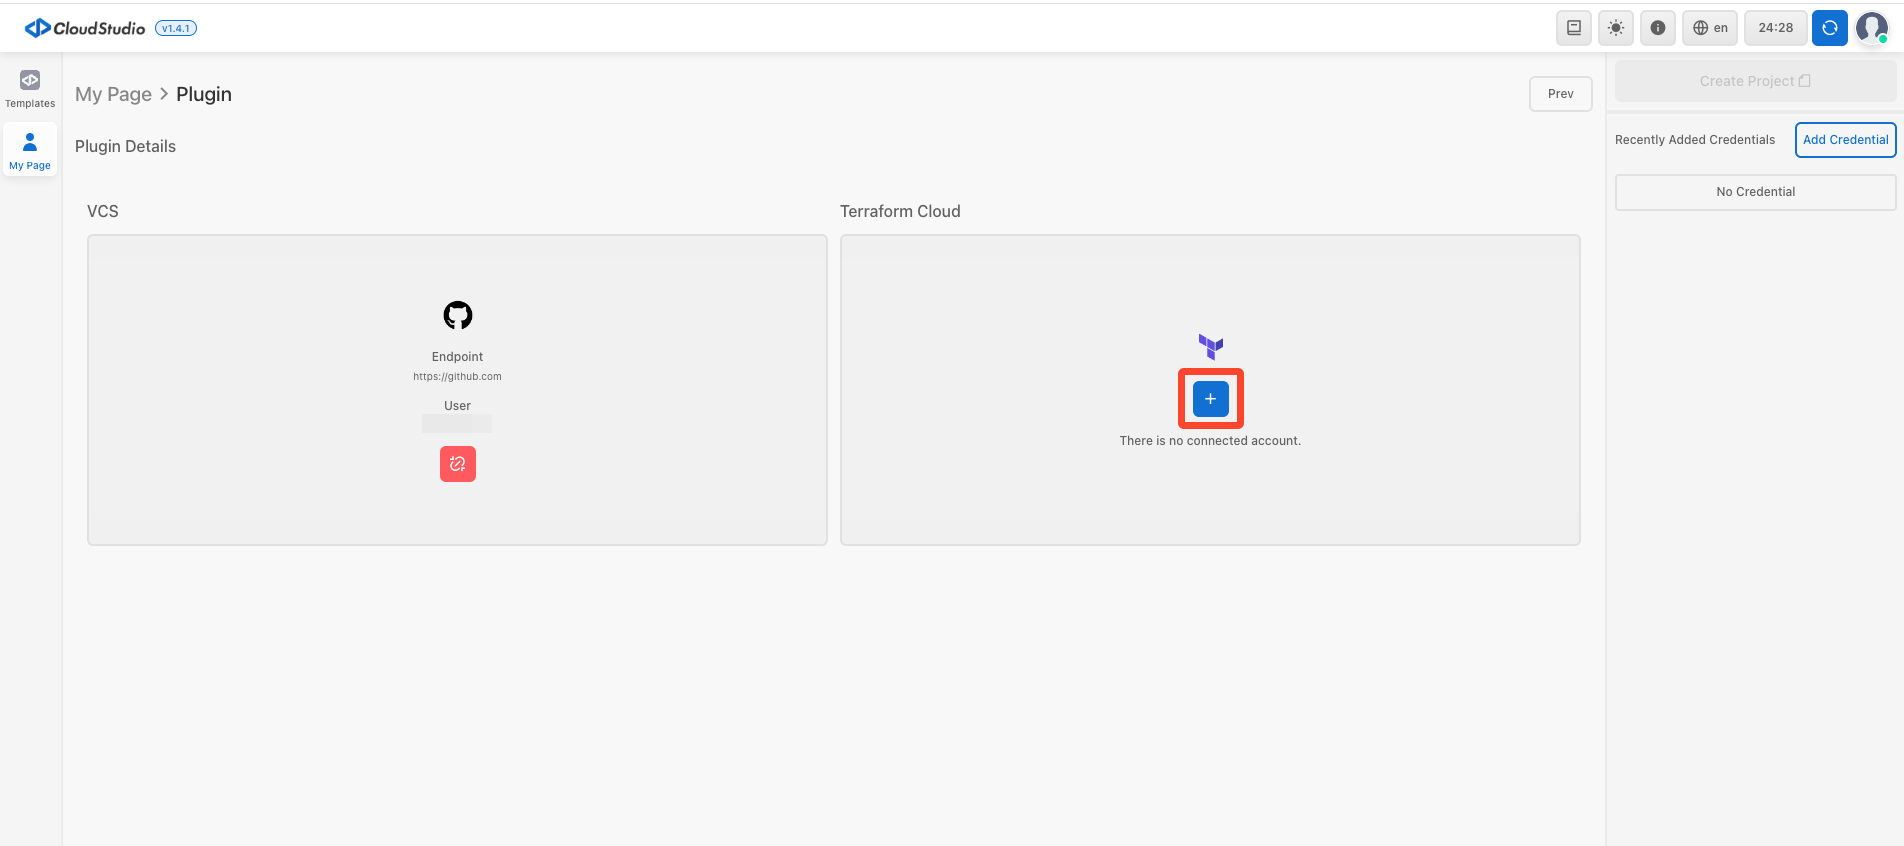 CloudStudio v1.4.1
en
24:28
Templates
My Page
My Page > Plugin
Prev
Plugin Details
VCS
Endpoint
https://github.com
User
Terraform Cloud
There is no connected account.
Create Project
Recently Added Credentials
Add Credential
No Credential